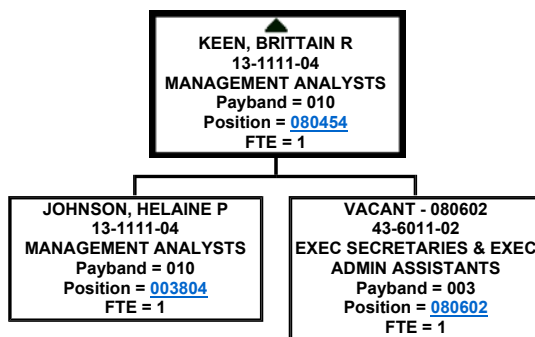 KEEN, BRITTAIN R
13-1111-04
MANAGEMENT ANALYSTS
Payband = 010
Position = 080454
FTE = 1
JOHNSON, HELAINE P
13-1111-04
MANAGEMENT ANALYSTS
Payband = 010
Position = 003804
FTE = 1
VACANT - 080602
43-6011-02
EXEC SECRETARIES & EXEC
ADMIN ASSISTANTS
Payband = 003
Position = 080602
FTE = 1